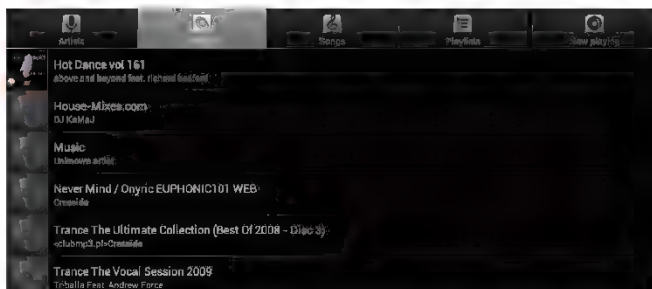 Artists
Songs
Playlists
Now playing
Hot Dance vol 161
above and beyond feat. richard bedford
House-Mixes.com
DJ KaMaJ
Music
Unknown artist
Never Mind / Onyric EUPHONIC101 WEB
Cressida
Trance The Ultimate Collection (Best Of 2008 - Disc 3)
<clubmp3.pl>Cressida
Trance The Vocal Session 2009
Triballa Feat. Andrew Force